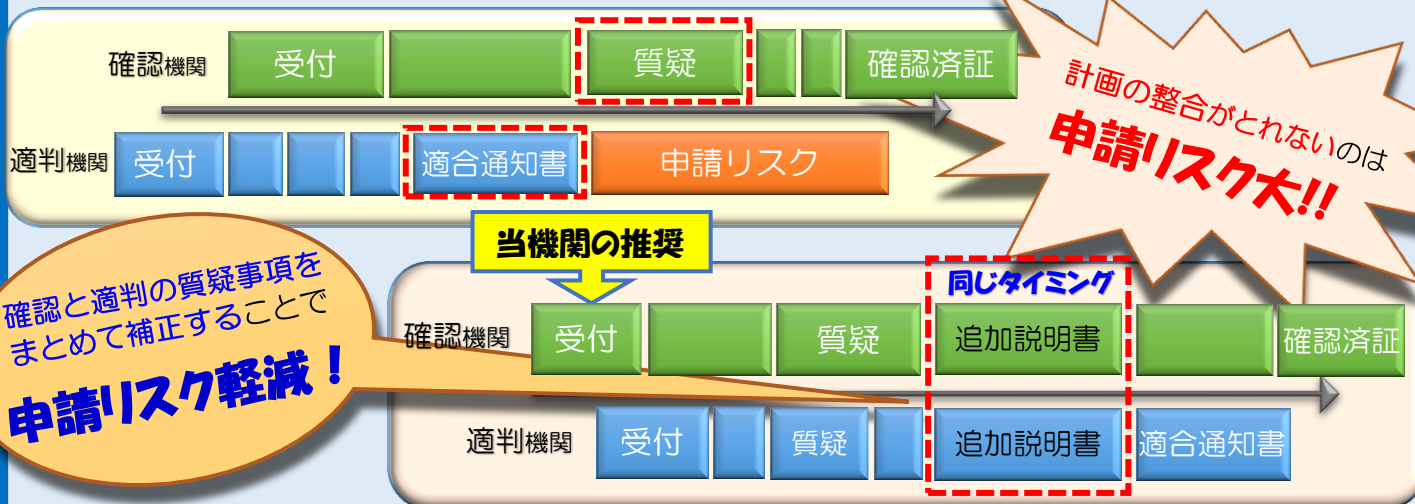 確認機関 受付 質疑 確認済証
適判機関 受付 適合通知書 申請リスク
計画の整合がとれないのは
申請リスク大!!
当機関の推奨
確認と適判の質疑事項を
まとめて補正することで
申請リスク軽減!
同じタイミング
確認機関 受付 質疑 追加説明書 確認済証
適判機関 受付 質疑 追加説明書 適合通知書